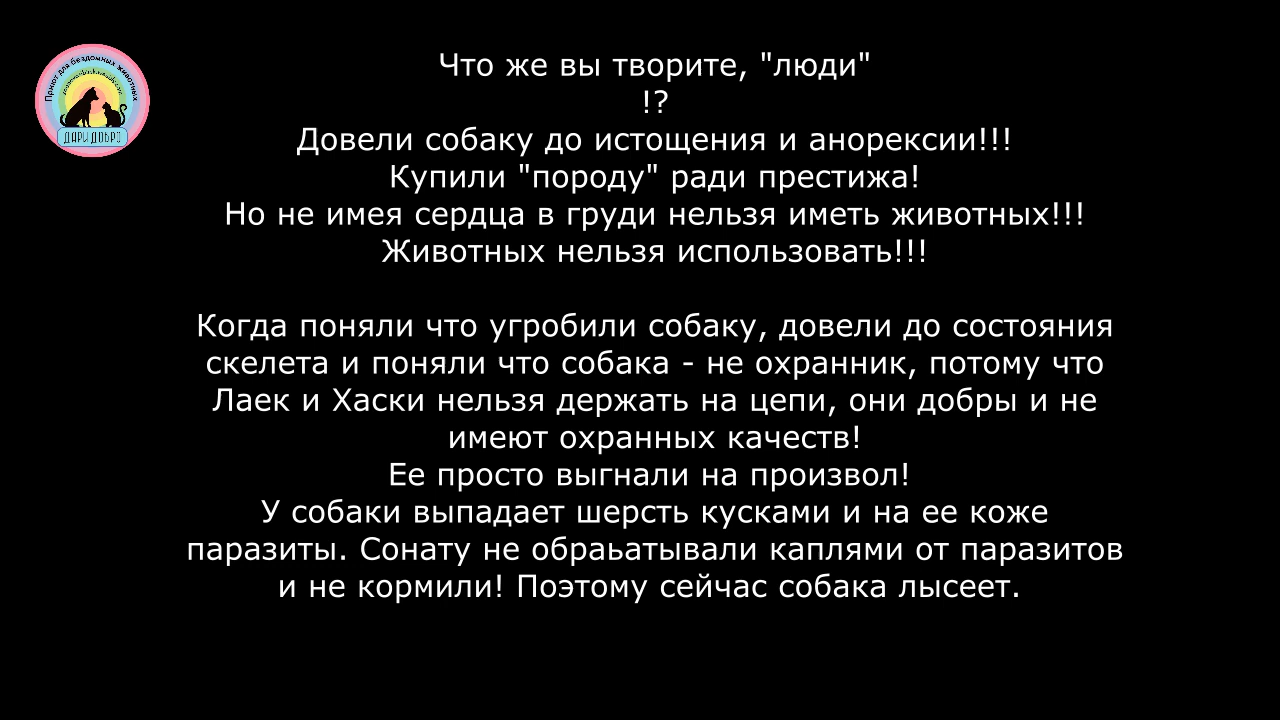 Приют для бездомных животных
ДАРИ ДОБРО
Что же вы творите, "люди"
!?
Довели собаку до истощения и анорексии!!!
Купили "породу" ради престижа!
Но не имея сердца в груди нельзя иметь животных!!!
Животных нельзя использовать!!!
Когда поняли что угробили собаку, довели до состояния
скелета и поняли что собака - не охранник, потому что
Лаек и Хаски нельзя держать на цепи, они добры и не
имеют охранных качеств!
Ее просто выгнали на произвол!
У собаки выпадает шерсть кусками и на ее коже
паразиты. Сонату не обраьатывали каплями от паразитов
и не кормили! Поэтому сейчас собака лысеет.